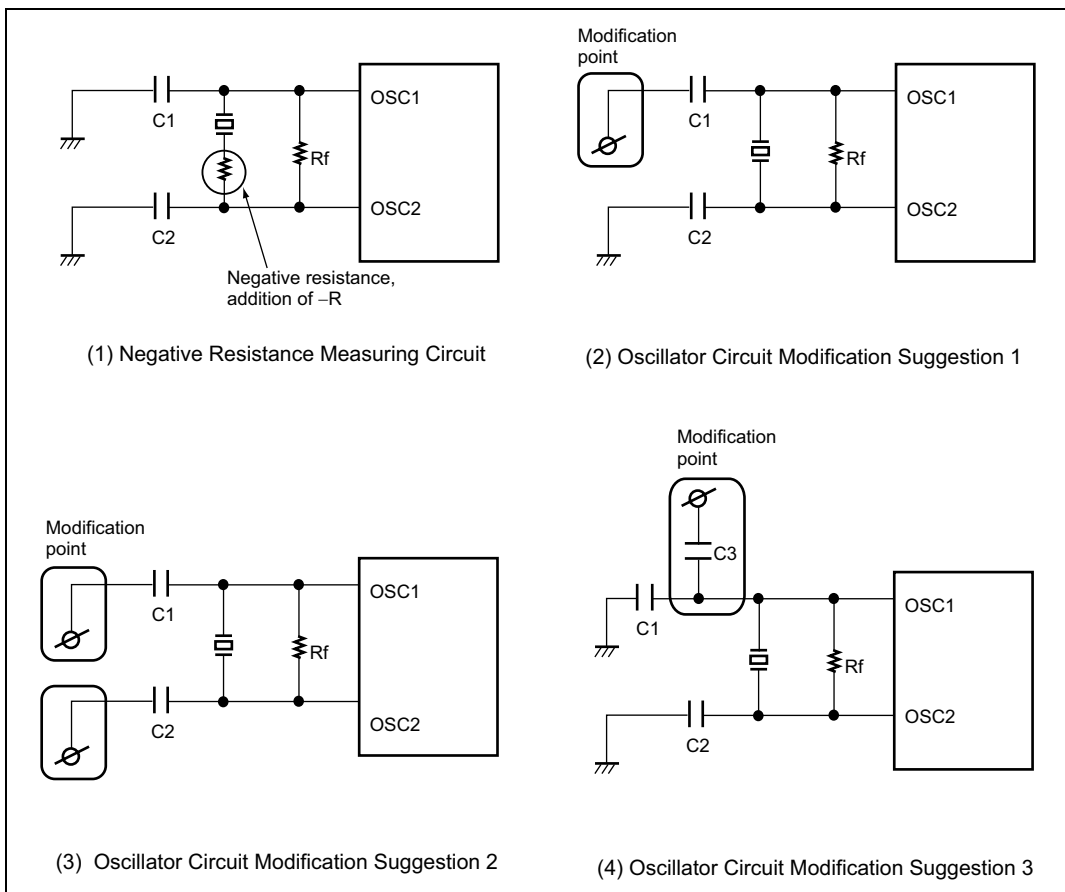 OSC1
C1
Rf
OSC2
C2
Negative resistance,
addition of –R
(1) Negative Resistance Measuring Circuit
Modification
point
OSC1
C1
Rf
OSC2
C2
(2) Oscillator Circuit Modification Suggestion 1
Modification
point
OSC1
C1
Rf
C2
OSC2
(3) Oscillator Circuit Modification Suggestion 2
Modification
point
C3
OSC1
C1
Rf
OSC2
C2
(4) Oscillator Circuit Modification Suggestion 3